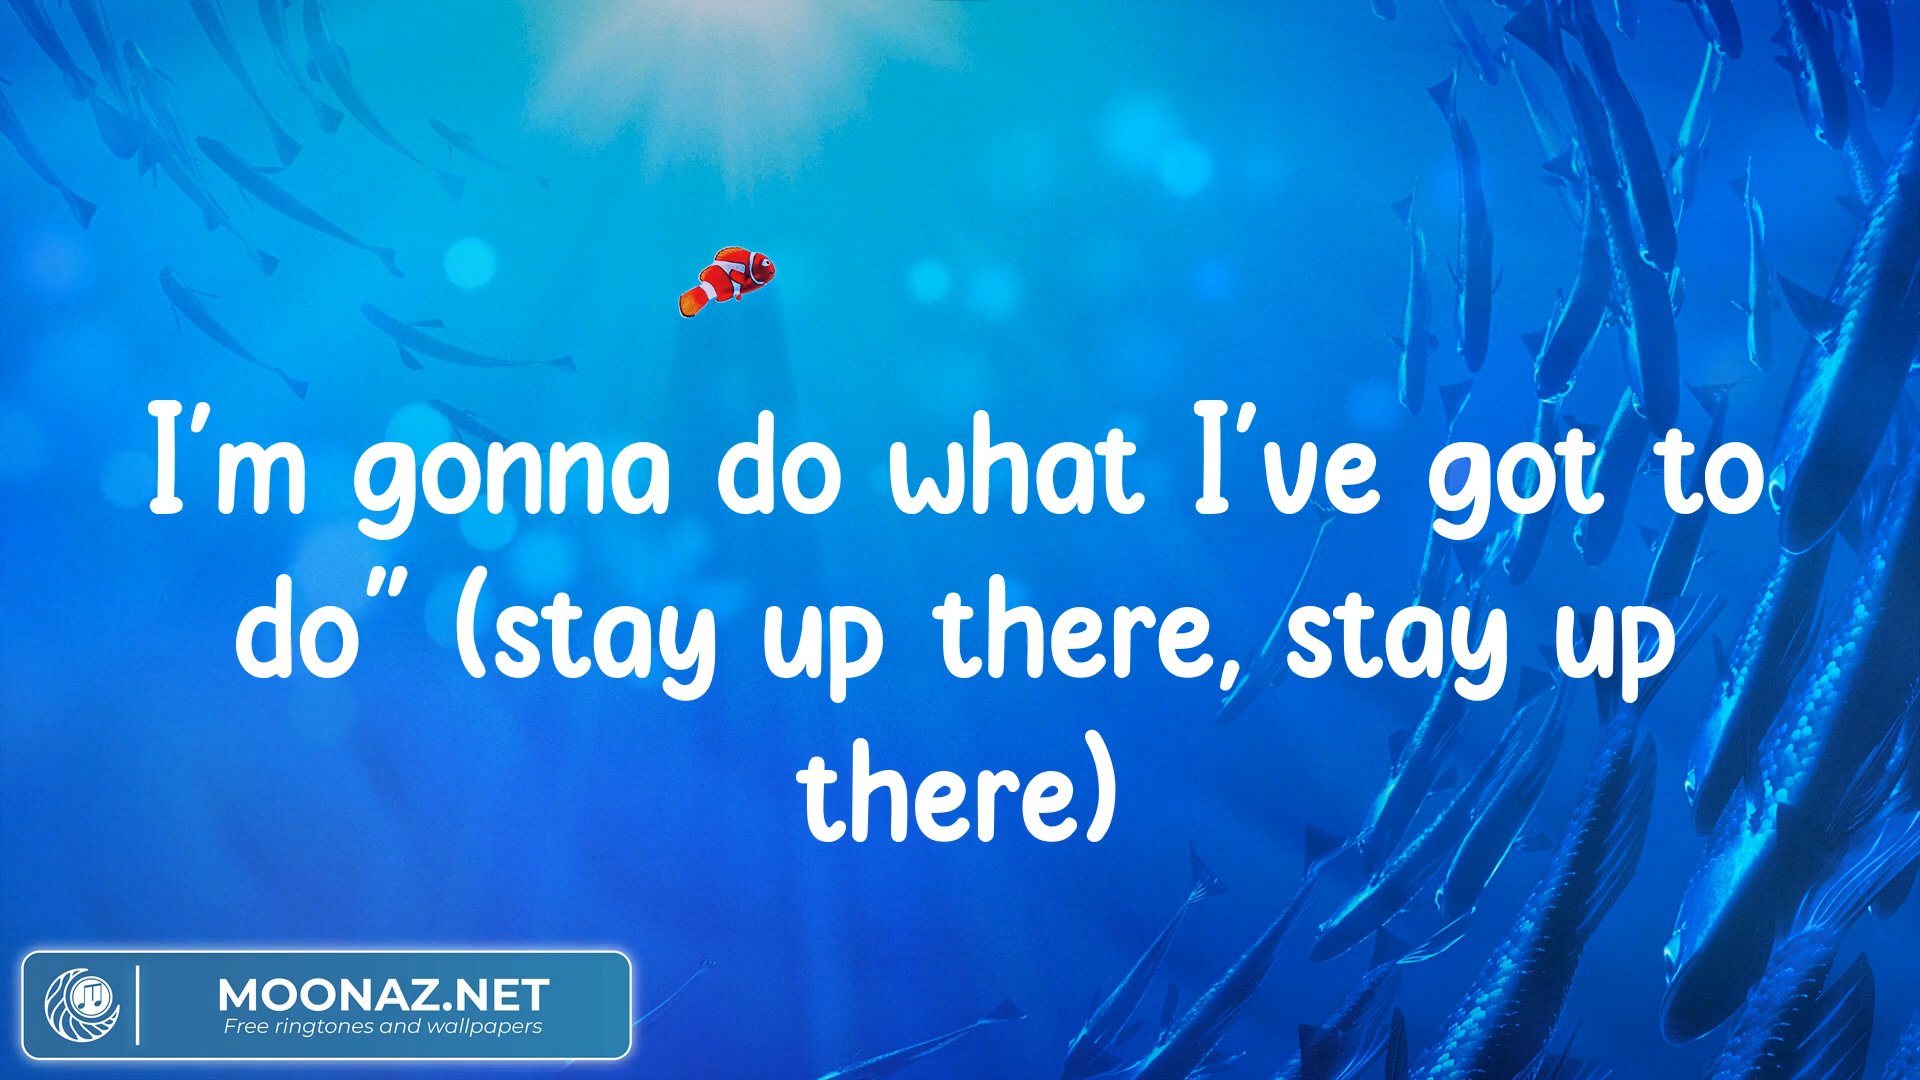 I'm gonna do what I've got to
do" (stay up there, stay up
there)
MOONAZ.NET
Free ringtones and wallpapers